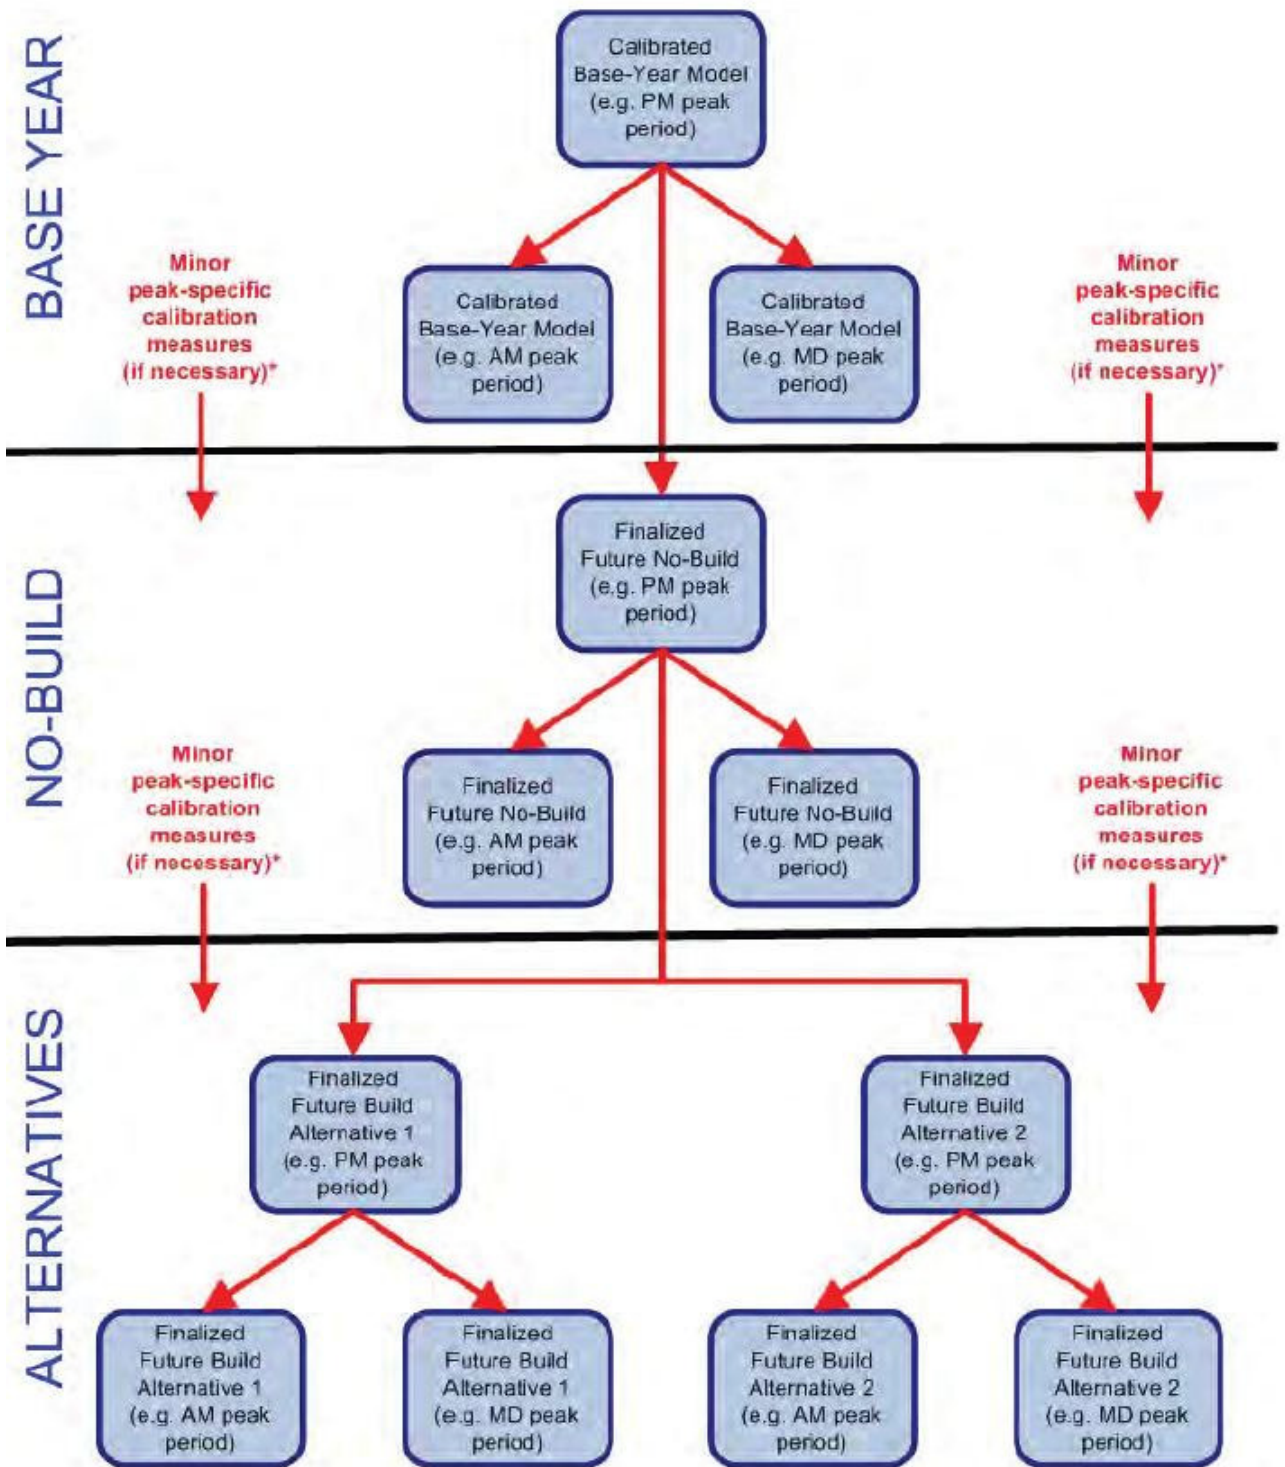 BASE YEAR
Calibrated
Base-Year Model
(e.g. PM peak
period)
Minor
peak-specific
calibration
measures
(if necessary)*
Calibrated
Base-Year Model
(e.g. AM peak
period)
Calibrated
Base-Year Model
(e.g. MD peak
period)
Minor
peak-specific
calibration
measures
(if necessary)*
NO-BUILD
Finalized
Future No-Build
(e.g. PM peak
period)
Minor
peak-specific
calibration
measures
(if necessary)*
Finalized
Future No-Build
(e.g. AM peak
period)
Finalized
Future No-Build
(e.g. MD peak
period)
Minor
peak-specific
calibration
measures
(if necessary)*
ALTERNATIVES
Finalized
Future Build
Alternative 1
(e.g. PM peak
period)
Finalized
Future Build
Alternative 2
(e.g. PM peak
period)
Finalized
Future Build
Alternative 1
(e.g. AM peak
period)
Finalized
Future Build
Alternative 1
(e.g. MD peak
period)
Finalized
Future Build
Alternative 2
(e.g. AM peak
period)
Finalized
Future Build
Alternative 2
(e.g. MD peak
period)